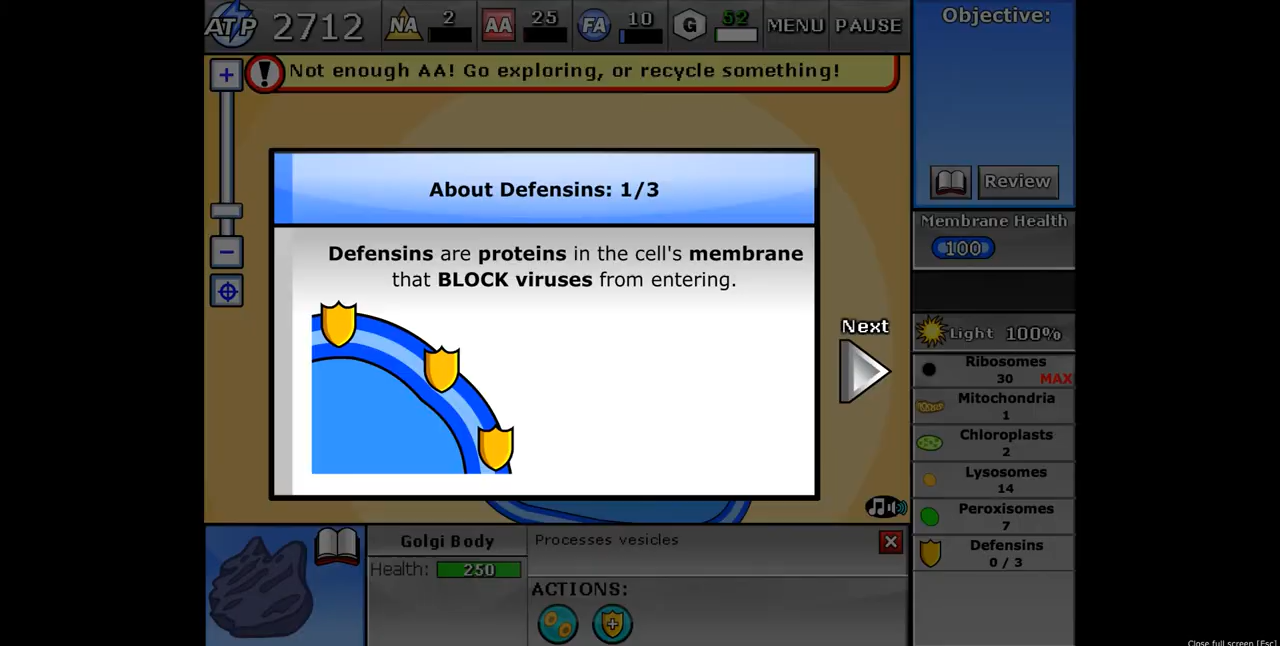 ATP 2712 NA 2 AA 25 FA 10 G 52 MENU PAUSE
Objective:
Not enough AA! Go exploring, or recycle something!
+
About Defensins: 1/3
Review
Defensins are proteins in the cell's membrane
that BLOCK viruses from entering.
Membrane Health
100
−
Next
Light 100%
Ribosomes
30 MAX
Mitochondria
1
Chloroplasts
2
Lysosomes
14
Peroxisomes
7
Defensins
0 / 3
Golgi Body
Health: 250
Processes vesicles
ACTIONS:
Close full screen [Esc]